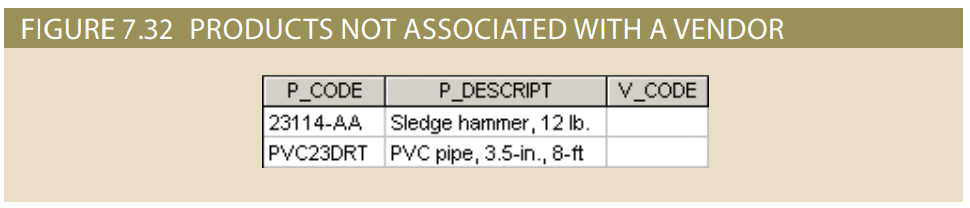 FIGURE 7.32 PRODUCTS NOT ASSOCIATED WITH A VENDOR
P_CODE P_DESCRIPT V_CODE
23114-AA Sledge hammer, 12 lb.
PVC23DRT PVC pipe, 3.5-in., 8-ft